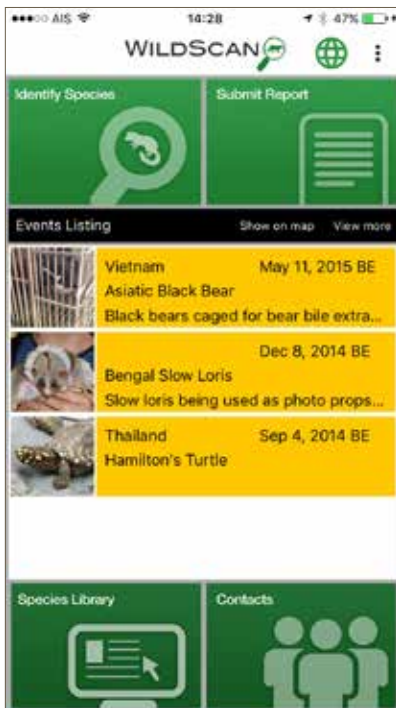 AIS 14:28 47%
WILDSCAN
Identify Species Submit Report
Events Listing Show on map View more
Vietnam May 11, 2015 BE
Asiatic Black Bear
Black bears caged for bear bile extra...
Dec 8, 2014 BE
Bengal Slow Loris
Slow loris being used as photo props...
Thailand Sep 4, 2014 BE
Hamilton's Turtle
Species Library Contacts